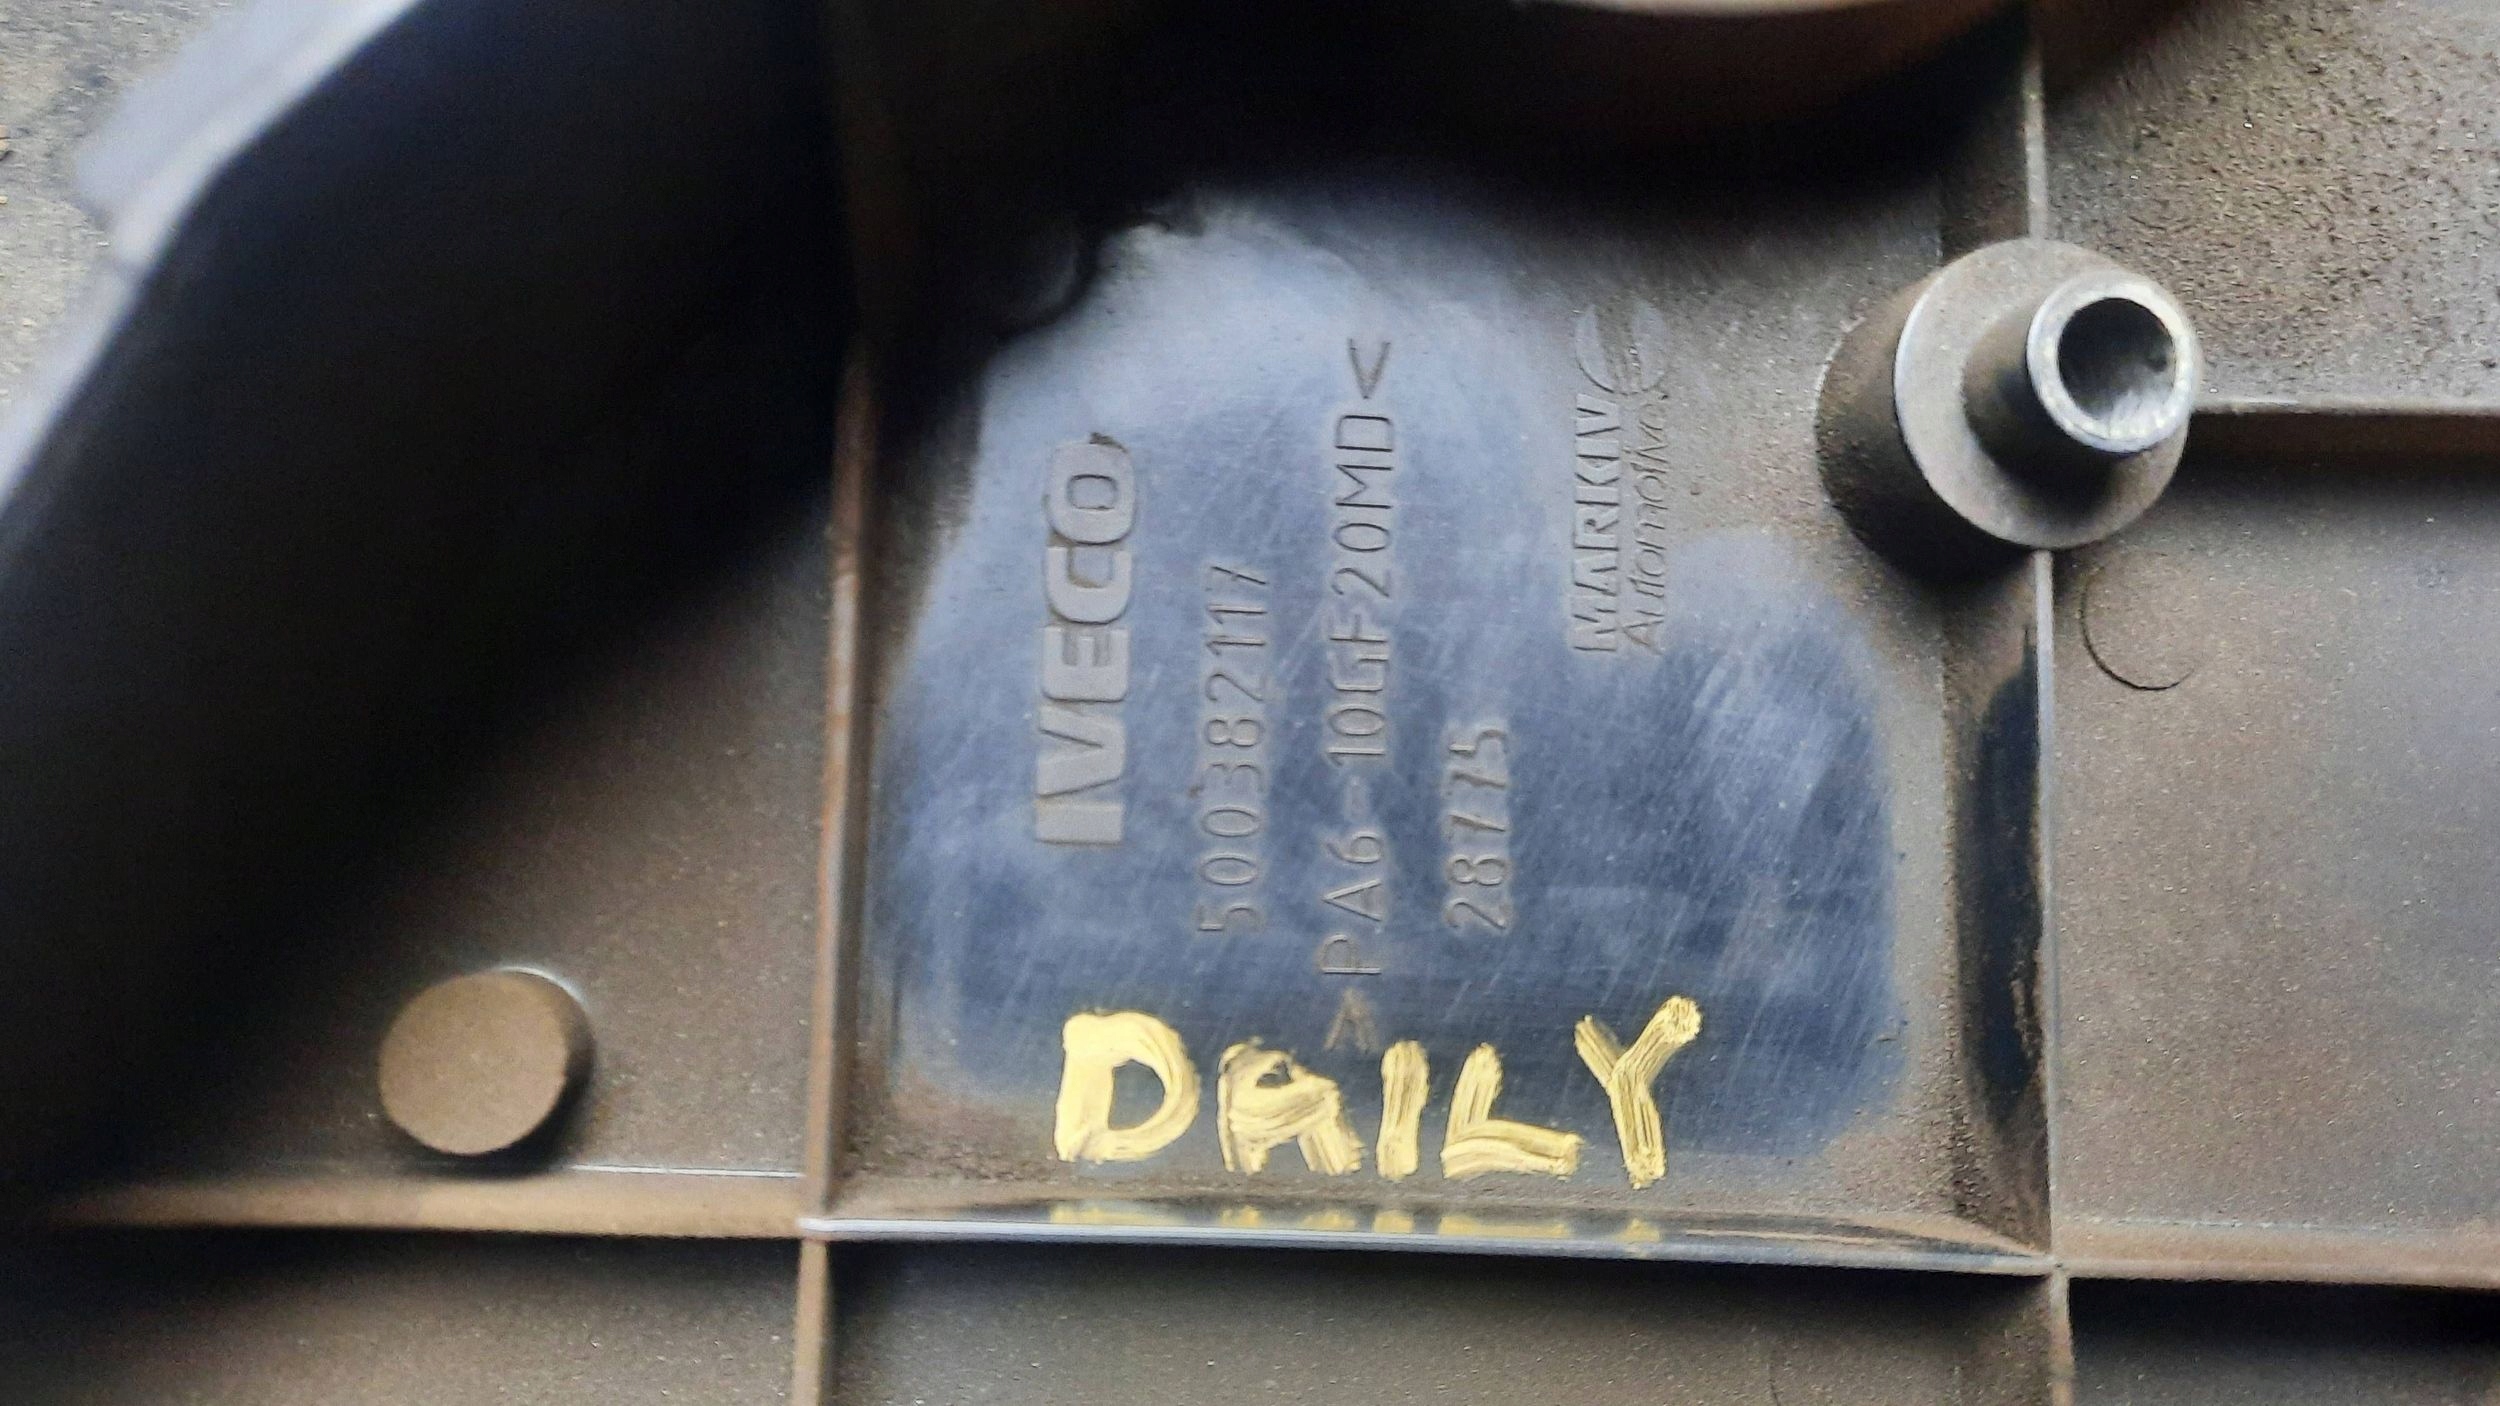 IVECO
500382117
>PA6-10GF20MD<
28775
MARKIV
Automotive
DAILY